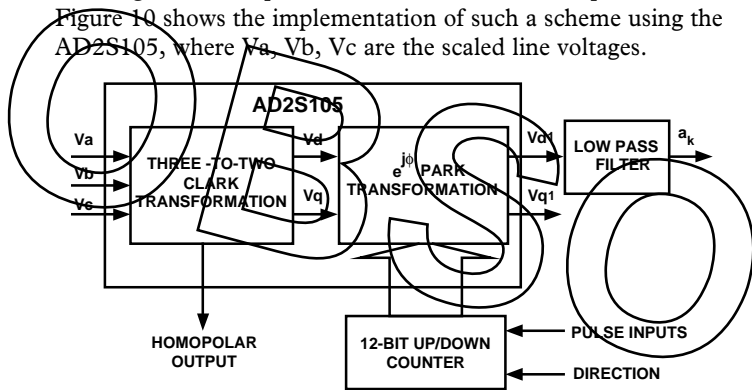 Figure 10 shows the implementation of such a scheme using the
AD2S105, where Va, Vb, Vc are the scaled line voltages.
AD2S105
Va
Vb
Vc
THREE -TO-TWO
CLARK
TRANSFORMATION
Vd
Vq
e jϕ PARK
TRANSFORMATION
Vd1
Vq1
LOW PASS
FILTER
ak
HOMOPOLAR
OUTPUT
12-BIT UP/DOWN
COUNTER
PULSE INPUTS
DIRECTION
OBSO